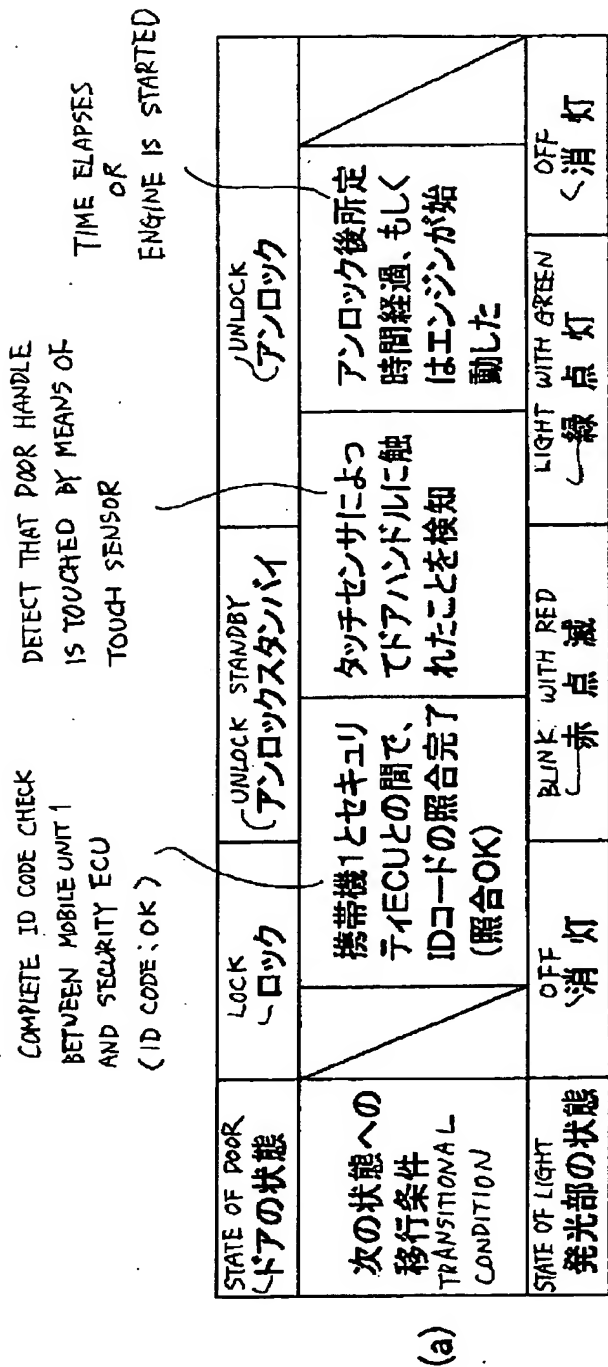 COMPLETE ID CODE CHECK
BETWEEN MOBILE UNIT 1
AND SECURITY ECU
(ID CODE:OK)
DETECT THAT DOOR HANDLE
IS TOUCHED BY MEANS OF
TOUCH SENSOR
TIME ELAPSES
OR
ENGINE IS STARTED
STATE OF DOOR
ドアの状態
LOCK
ロック
UNLOCK STANDBY
アンロックスタンバイ
UNLOCK
アンロック
次の状態への
移行条件
TRANSITIONAL
CONDITION
携帯機1とセキュリ
ティECUとの間で、
IDコードの照合完了
(照合OK)
タッチセンサによっ
てドアハンドルに触
れたことを検知
アンロック後所定
時間経過、もしく
はエンジンが始
動した
STATE OF LIGHT
発光部の状態
OFF
消灯
BLINK WITH RED
赤点滅
LIGHT WITH GREEN
緑点灯
OFF
消灯
(a)